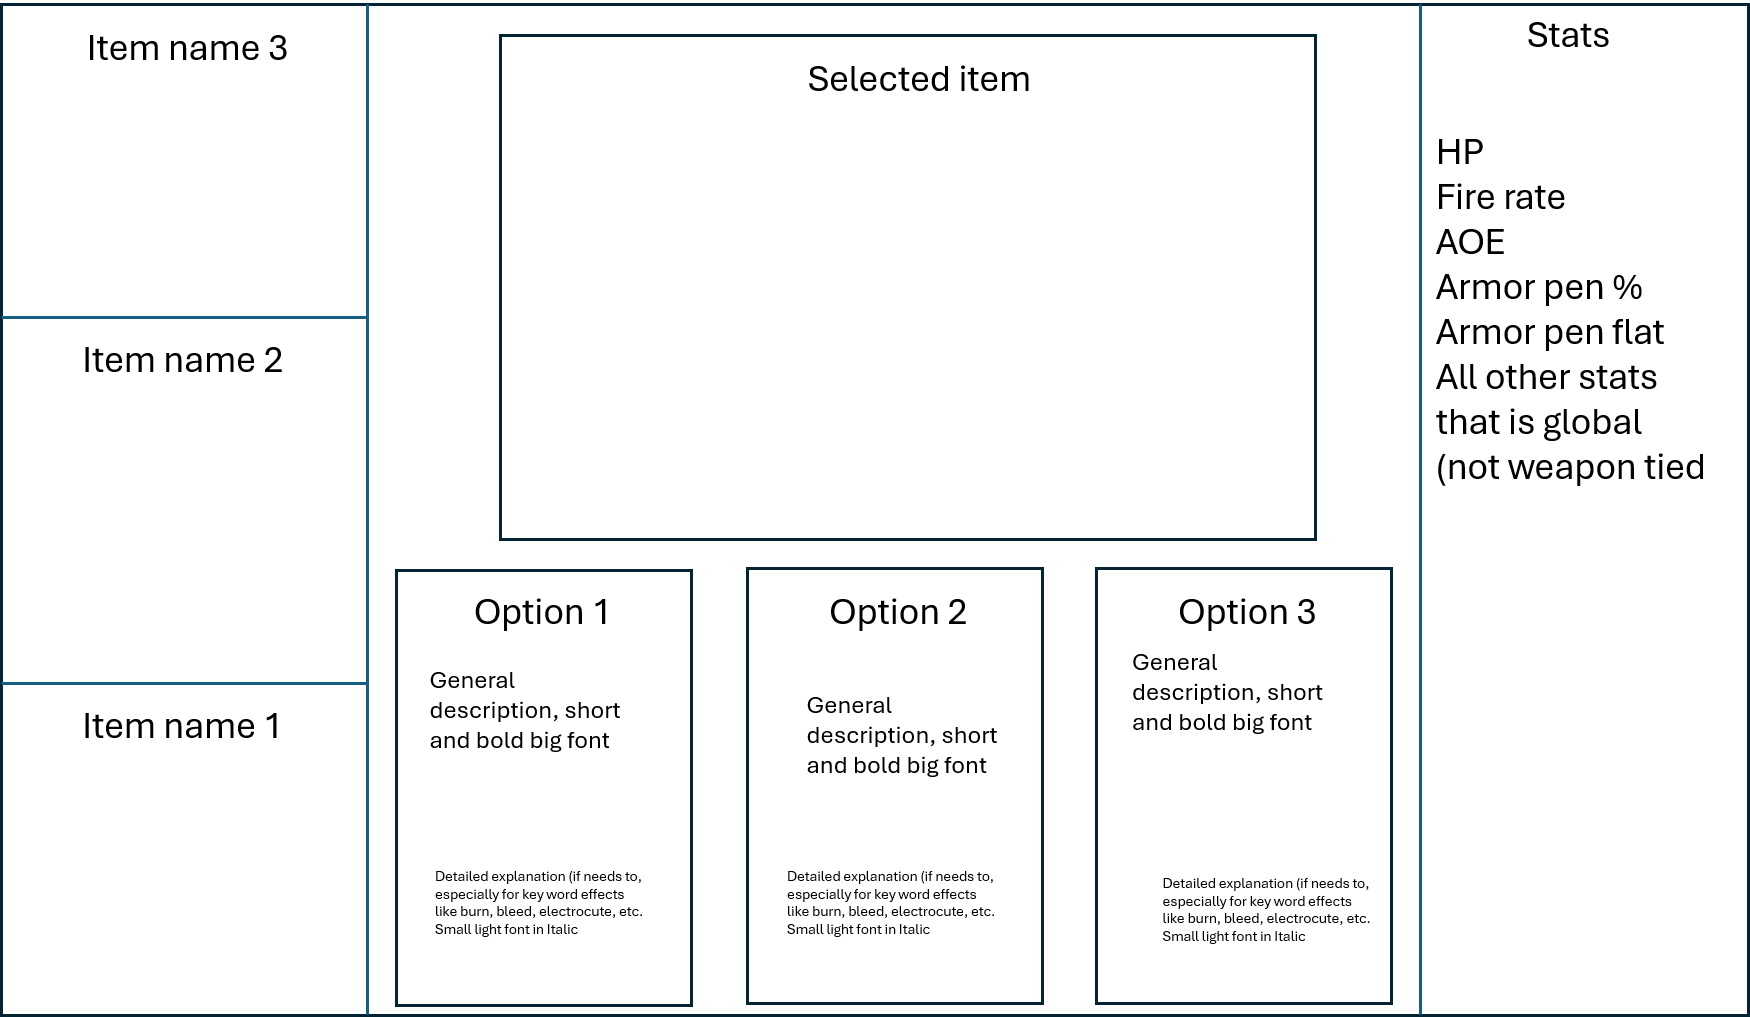 Item name 3
Item name 2
Item name 1
Selected item
Option 1
General
description, short
and bold big font
Detailed explanation (if needs to,
especially for key word effects
like burn, bleed, electrocute, etc.
Small light font in Italic
Option 2
General
description, short
and bold big font
Detailed explanation (if needs to,
especially for key word effects
like burn, bleed, electrocute, etc.
Small light font in Italic
Option 3
General
description, short
and bold big font
Detailed explanation (if needs to,
especially for key word effects
like burn, bleed, electrocute, etc.
Small light font in Italic
Stats
HP
Fire rate
AOE
Armor pen %
Armor pen flat
All other stats
that is global
(not weapon tied